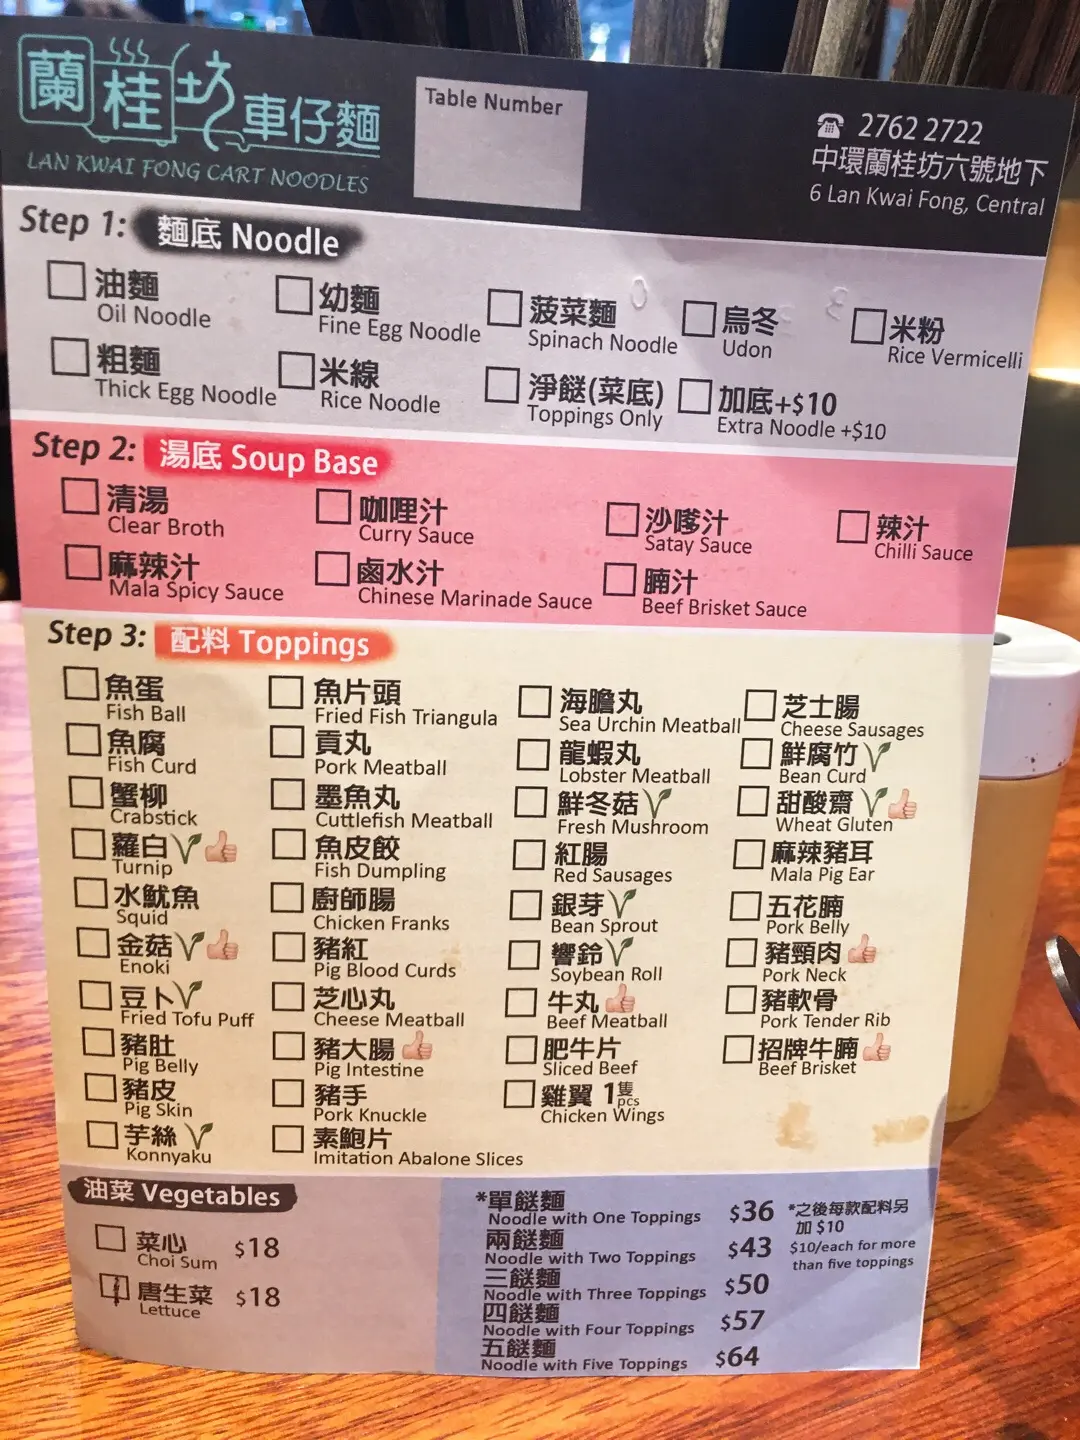 蘭桂坊車仔麵
LAN KWAI FONG CART NOODLES
Table Number
2762 2722
中環蘭桂坊六號地下
6 Lan Kwai Fong, Central
Step 1: 麵底 Noodle
油麵
Oil Noodle
幼麵
Fine Egg Noodle
菠菜麵
Spinach Noodle
烏冬
Udon
米粉
Rice Vermicelli
粗麵
Thick Egg Noodle
米線
Rice Noodle
淨餸(菜底)
Toppings Only
加底+$10
Extra Noodle +$10
Step 2: 湯底 Soup Base
清湯
Clear Broth
咖哩汁
Curry Sauce
沙嗲汁
Satay Sauce
辣汁
Chilli Sauce
麻辣汁
Mala Spicy Sauce
鹵水汁
Chinese Marinade Sauce
腩汁
Beef Brisket Sauce
Step 3: 配料 Toppings
魚蛋
Fish Ball
魚腐
Fish Curd
蟹柳
Crabstick
蘿白
Turnip
水魷魚
Squid
金菇
Enoki
豆卜
Fried Tofu Puff
豬肚
Pig Belly
豬皮
Pig Skin
芋絲
Konnyaku
魚片頭
Fried Fish Triangula
貢丸
Pork Meatball
墨魚丸
Cuttlefish Meatball
魚皮餃
Fish Dumpling
廚師腸
Chicken Franks
豬紅
Pig Blood Curds
芝心丸
Cheese Meatball
豬大腸
Pig Intestine
豬手
Pork Knuckle
素鮑片
Imitation Abalone Slices
海膽丸
Sea Urchin Meatball
龍蝦丸
Lobster Meatball
鮮冬菇
Fresh Mushroom
紅腸
Red Sausages
銀芽
Bean Sprout
響鈴
Soybean Roll
牛丸
Beef Meatball
肥牛片
Sliced Beef
雞翼 1隻
pcs
Chicken Wings
芝士腸
Cheese Sausages
鮮腐竹
Bean Curd
甜酸齋
Wheat Gluten
麻辣豬耳
Mala Pig Ear
五花腩
Pork Belly
豬頸肉
Pork Neck
豬軟骨
Pork Tender Rib
招牌牛腩
Beef Brisket
油菜 Vegetables
菜心 $18
Choi Sum
唐生菜 $18
Lettuce
*單餸麵
Noodle with One Toppings $36
兩餸麵
Noodle with Two Toppings $43
三餸麵
Noodle with Three Toppings $50
四餸麵
Noodle with Four Toppings $57
五餸麵
Noodle with Five Toppings $64
*之後每款配料另
加 $10
$10/each for more
than five toppings